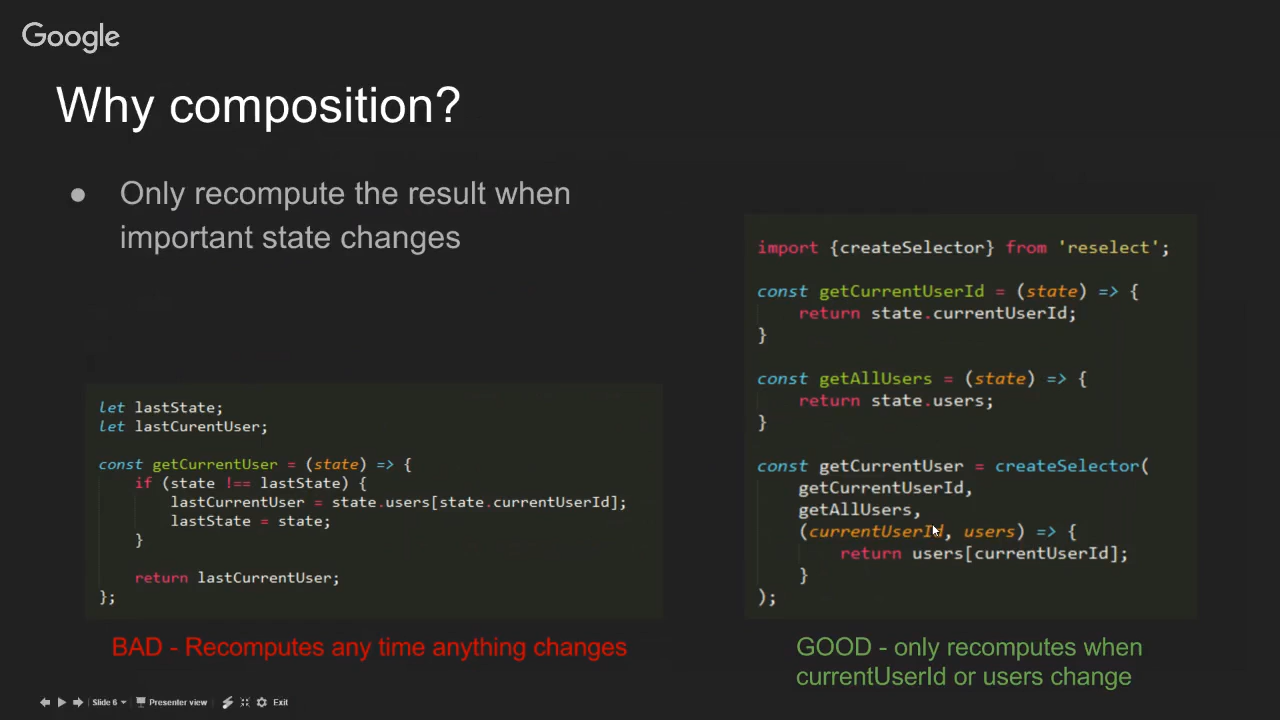 Google
Why composition?
● Only recompute the result when
important state changes
let lastState;
let lastCurentUser;
const getCurrentUser = (state) => {
if (state !== lastState) {
lastCurrentUser = state.users[state.currentUserId];
lastState = state;
}
return lastCurrentUser;
};
BAD - Recomputes any time anything changes
import {createSelector} from 'reselect';
const getCurrentUserId = (state) => {
return state.currentUserId;
}
const getAllUsers = (state) => {
return state.users;
}
const getCurrentUser = createSelector(
getCurrentUserId,
getAllUsers,
(currentUserId, users) => {
return users[currentUserId];
}
);
GOOD - only recomputes when
currentUserId or users change
Slide 6 Presenter view Exit